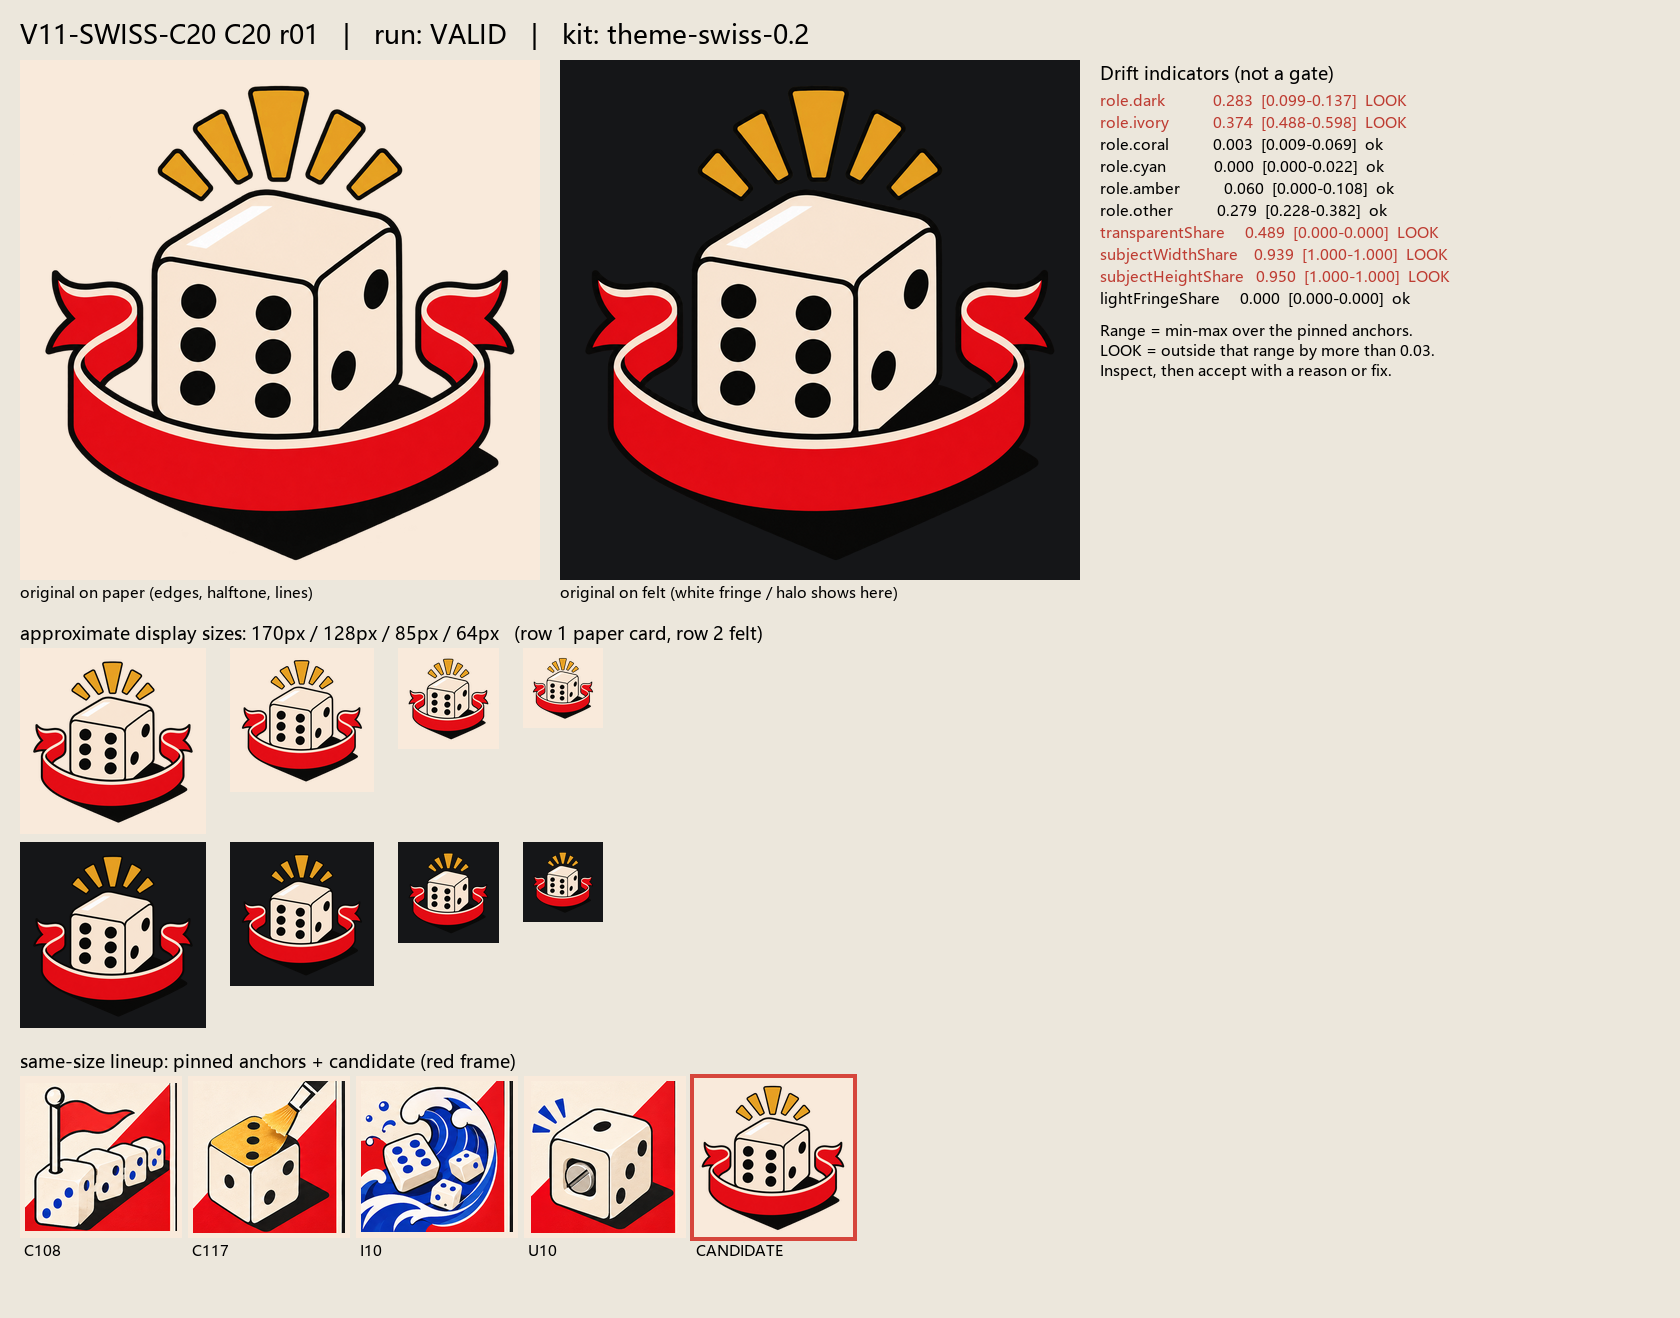 V11-SWISS-C20 C20 r01 | run: VALID | kit: theme-swiss-0.2
Drift indicators (not a gate)
role.dark 0.283 [0.099-0.137] LOOK
role.ivory 0.374 [0.488-0.598] LOOK
role.coral 0.003 [0.009-0.069] ok
role.cyan 0.000 [0.000-0.022] ok
role.amber 0.060 [0.000-0.108] ok
role.other 0.279 [0.228-0.382] ok
transparentShare 0.489 [0.000-0.000] LOOK
subjectWidthShare 0.939 [1.000-1.000] LOOK
subjectHeightShare 0.950 [1.000-1.000] LOOK
lightFringeShare 0.000 [0.000-0.000] ok
Range = min-max over the pinned anchors.
LOOK = outside that range by more than 0.03.
Inspect, then accept with a reason or fix.
original on paper (edges, halftone, lines)
original on felt (white fringe / halo shows here)
approximate display sizes: 170px / 128px / 85px / 64px (row 1 paper card, row 2 felt)
same-size lineup: pinned anchors + candidate (red frame)
C108
C117
I10
U10
CANDIDATE